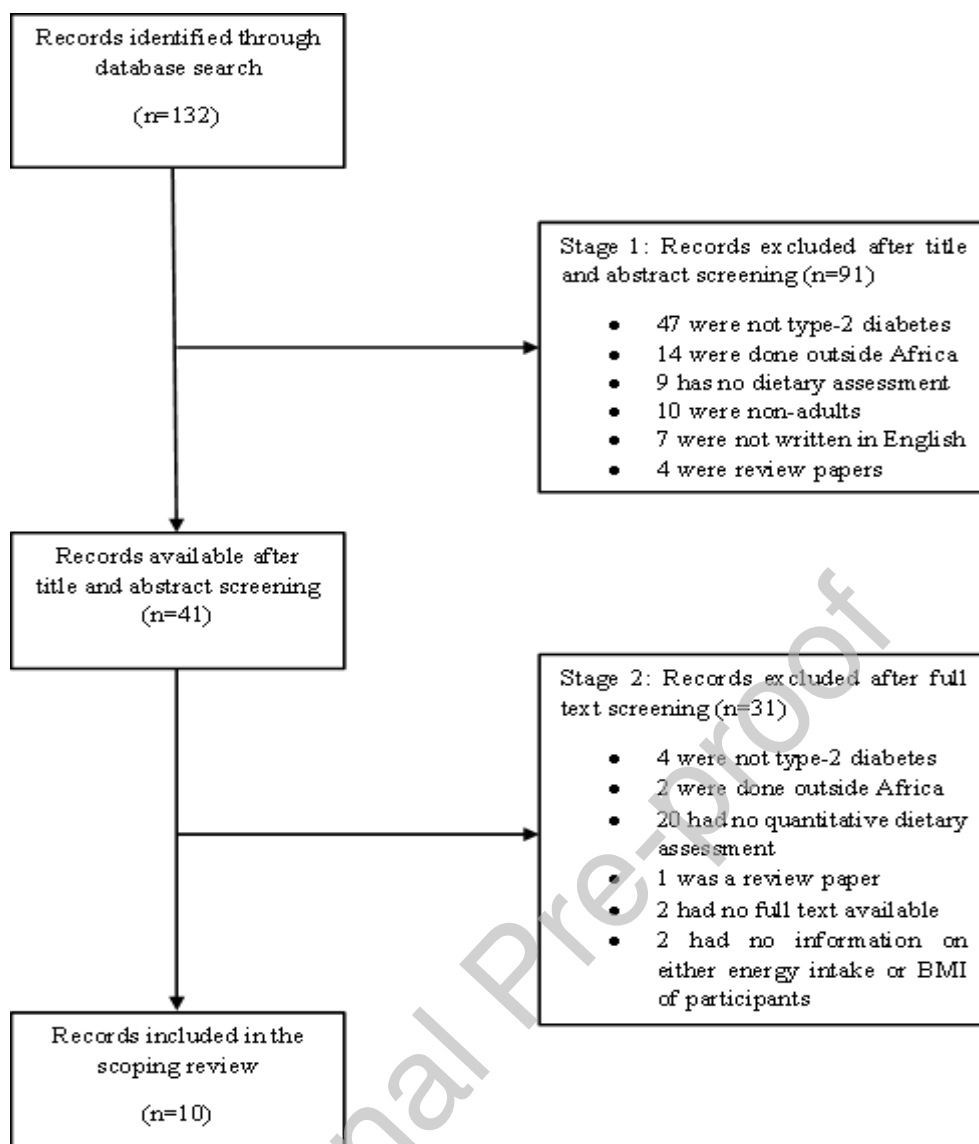 Records identified through
database search
(n=132)
Stage 1: Records excluded after title
and abstract screening (n=91)
● 47 were not type-2 diabetes
● 14 were done outside Africa
● 9 has no dietary assessment
● 10 were non-adults
● 7 were not written in English
● 4 were review papers
Records available after
title and abstract screening
(n=41)
Stage 2: Records excluded after full
text screening (n=31)
● 4 were not type-2 diabetes
● 2 were done outside Africa
● 20 had no quantitative dietary
assessment
● 1 was a review paper
● 2 had no full text available
● 2 had no information on
either energy intake or BMI
of participants
Records included in the
scoping review
(n=10)
Pre-proof